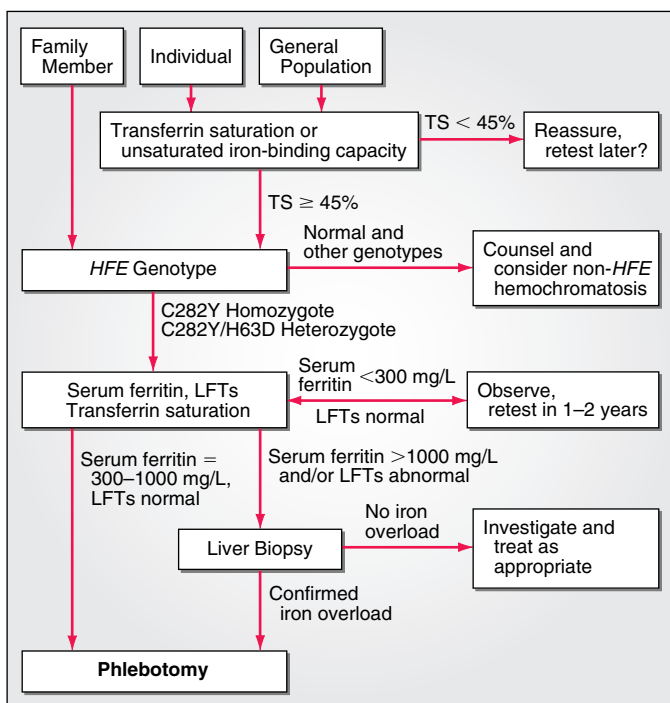 Family
Member
Individual
General
Population
Transferrin saturation or
unsaturated iron-binding capacity
TS < 45%
Reassure,
retest later?
TS ≥ 45%
HFE Genotype
Normal and
other genotypes
Counsel and
consider non-HFE
hemochromatosis
C282Y Homozygote
C282Y/H63D Heterozygote
Serum ferritin, LFTs
Transferrin saturation
Serum
ferritin <300 mg/L
LFTs normal
Observe,
retest in 1–2 years
Serum ferritin =
300–1000 mg/L,
LFTs normal
Serum ferritin >1000 mg/L
and/or LFTs abnormal
Liver Biopsy
No iron
overload
Investigate and
treat as
appropriate
Confirmed
iron overload
Phlebotomy